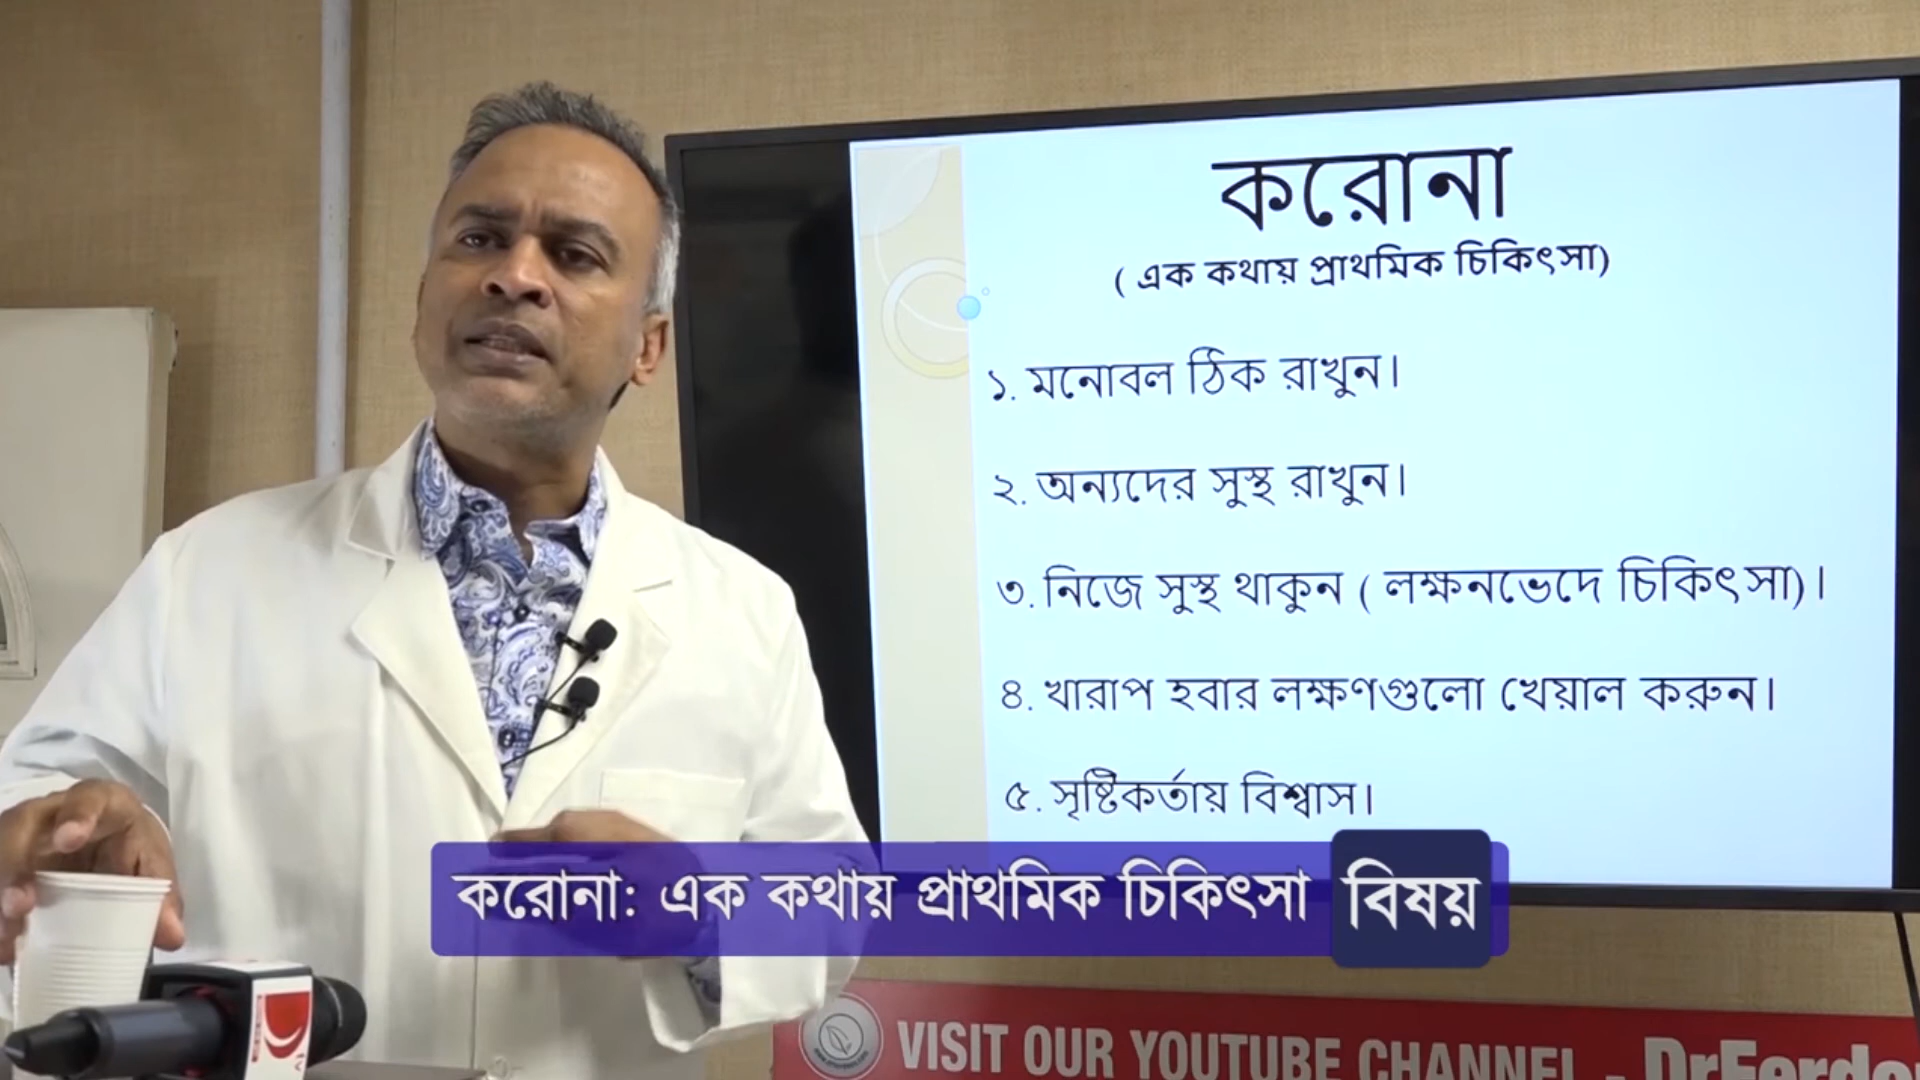 করোনা
( এক কথায় প্রাথমিক চিকিৎসা)
১. মনোবল ঠিক রাখুন।
২. অন্যদের সুস্থ রাখুন।
৩. নিজে সুস্থ থাকুন ( লক্ষনভেদে চিকিৎসা)।
৪. খারাপ হবার লক্ষণগুলো খেয়াল করুন।
৫. সৃষ্টিকর্তায় বিশ্বাস।
করোনা: এক কথায় প্রাথমিক চিকিৎসা বিষয়
VISIT OUR YOUTUBE CHANNEL -